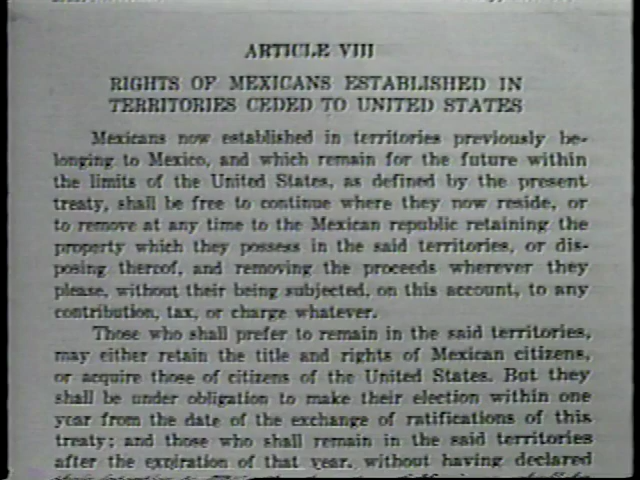 ARTICLE VIII
RIGHTS OF MEXICANS ESTABLISHED IN
TERRITORIES CEDED TO UNITED STATES
Mexicans now established in territories previously be-
longing to Mexico, and which remain for the future within
the limits of the United States, as defined by the present
treaty, shall be free to continue where they now reside, or
to remove at any time to the Mexican republic retaining the
property which they possess in the said territories, or dis-
posing thereof, and removing the proceeds wherever they
please, without their being subjected, on this account, to any
contribution, tax, or charge whatever.
Those who shall prefer to remain in the said territories,
may either retain the title and rights of Mexican citizens,
or acquire those of citizens of the United States. But they
shall be under obligation to make their election within one
year from the date of the exchange of ratifications of this
treaty; and those who shall remain in the said territories
after the expiration of that year, without having declared